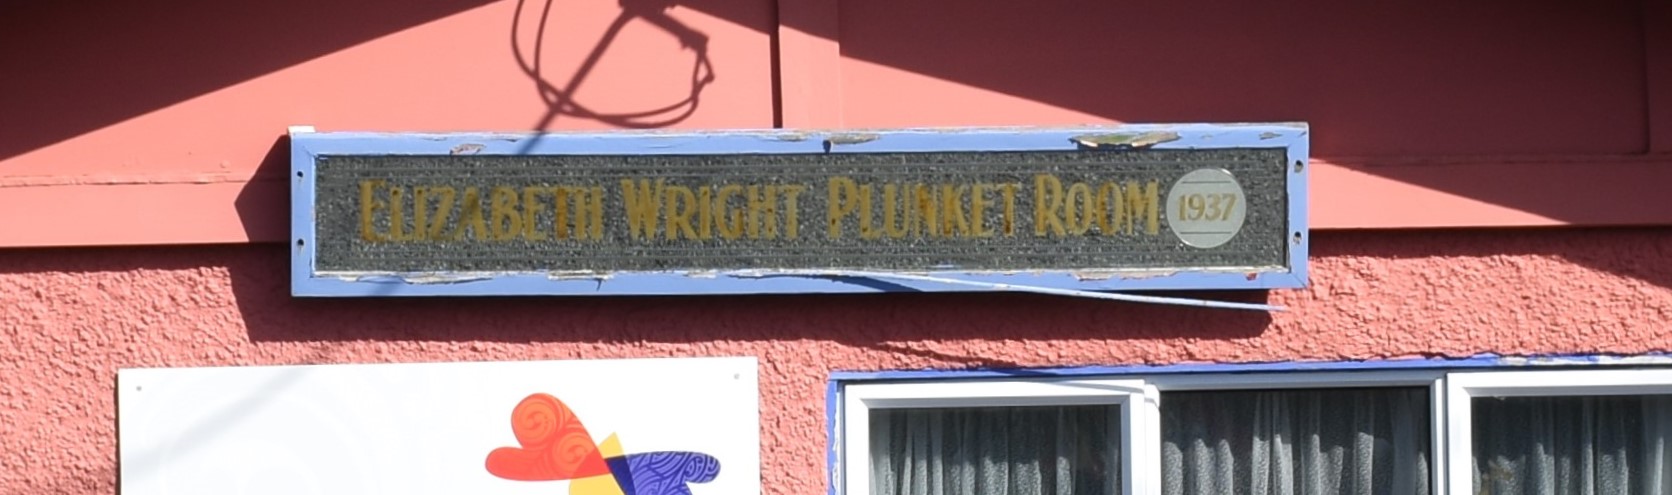 ELIZABETH WRIGHT PLUNKET ROOM 1937